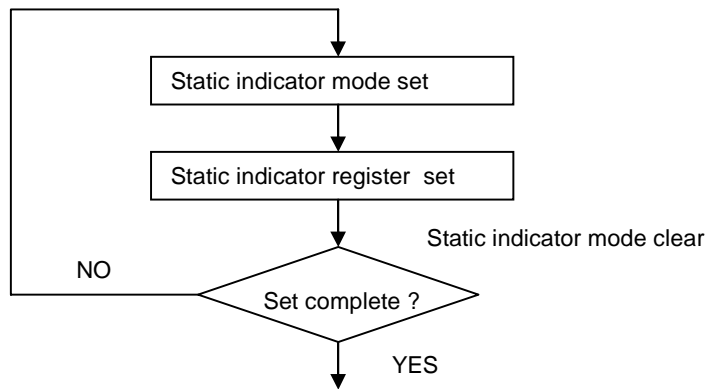 Static indicator mode set
Static indicator register set
Static indicator mode clear
NO
Set complete ?
YES